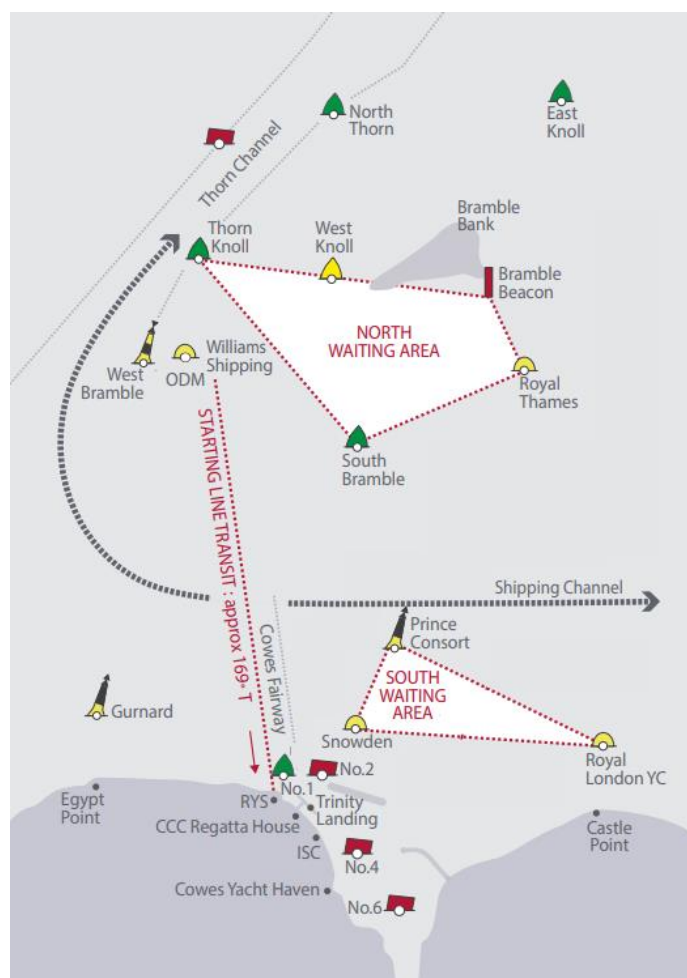 North
Thorn
East
Knoll
Thorn Channel
Thorn
Knoll
West
Knoll
Bramble
Bank
Bramble
Beacon
NORTH
WAITING AREA
West
Bramble
ODM
Williams
Shipping
Royal
Thames
South
Bramble
STARTING LINE TRANSIT : approx 169° T
Shipping Channel
Prince
Consort
Cowes Fairway
SOUTH
WAITING
AREA
Gurnard
Snowden
Royal
London YC
No.1
No.2
Egypt
Point
RYS
Trinity
Landing
CCC Regatta House
Castle
Point
ISC
No.4
Cowes Yacht Haven
No.6